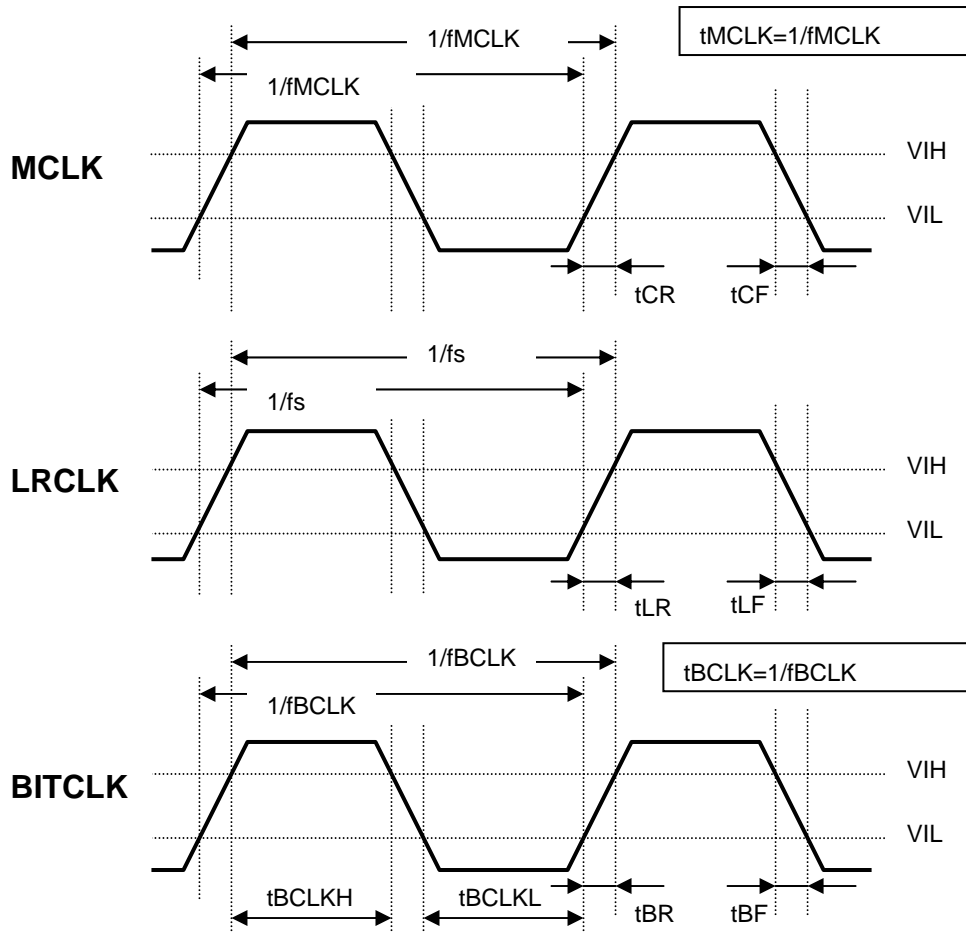 1/fMCLK
tMCLK=1/fMCLK
1/fMCLK
MCLK
VIH
VIL
tCR
tCF
1/fs
1/fs
LRCLK
VIH
VIL
tLR
tLF
1/fBCLK
tBCLK=1/fBCLK
1/fBCLK
BITCLK
VIH
VIL
tBCLKH
tBCLKL
tBR
tBF